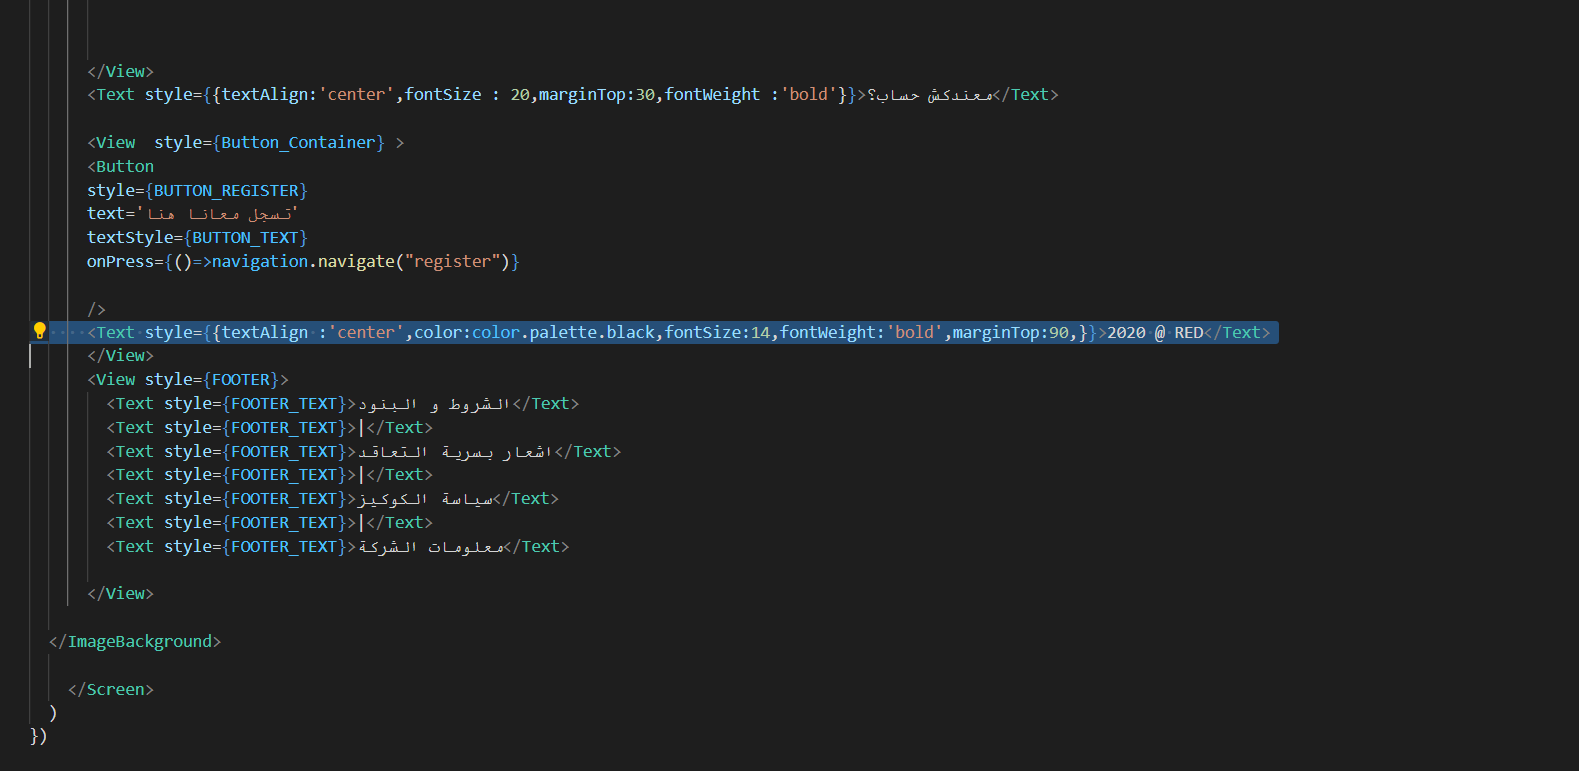 </View>
<Text style={{textAlign:'center',fontSize : 20,marginTop:30,fontWeight :'bold'}}>معندكش حساب؟</Text>
<View  style={Button_Container} >
<Button
style={BUTTON_REGISTER}
text='تسجل معانا هنا'
textStyle={BUTTON_TEXT}
onPress={()=>navigation.navigate("register")}
/>
<Text style={{textAlign :'center',color:color.palette.black,fontSize:14,fontWeight:'bold',marginTop:90,}}>2020 @ RED</Text>
</View>
<View style={FOOTER}>
<Text style={FOOTER_TEXT}>الشروط و البنود</Text>
<Text style={FOOTER_TEXT}>|</Text>
<Text style={FOOTER_TEXT}>اشعار بسرية التعاقد</Text>
<Text style={FOOTER_TEXT}>|</Text>
<Text style={FOOTER_TEXT}>سياسة الكوكيز</Text>
<Text style={FOOTER_TEXT}>|</Text>
<Text style={FOOTER_TEXT}>معلومات الشركة</Text>
</View>
</ImageBackground>
</Screen>
)
})